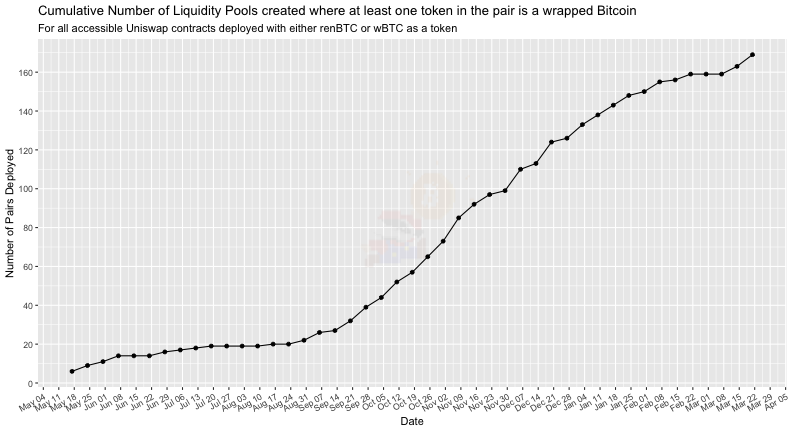 Cumulative Number of Liquidity Pools created where at least one token in the pair is a wrapped Bitcoin
For all accessible Uniswap contracts deployed with either renBTC or wBTC as a token
Number of Pairs Deployed
160
140
120
100
80
60
40
20
0
May 04
May 11
May 18
May 25
Jun 01
Jun 08
Jun 15
Jun 22
Jun 29
Jul 06
Jul 13
Jul 20
Jul 27
Aug 03
Aug 10
Aug 17
Aug 24
Aug 31
Sep 07
Sep 14
Sep 21
Sep 28
Oct 05
Oct 12
Oct 19
Oct 26
Nov 02
Nov 09
Nov 16
Nov 23
Nov 30
Dec 07
Dec 14
Dec 21
Dec 28
Jan 04
Jan 11
Jan 18
Jan 25
Feb 01
Feb 08
Feb 15
Feb 22
Mar 01
Mar 08
Mar 15
Mar 22
Mar 29
Apr 05
Date